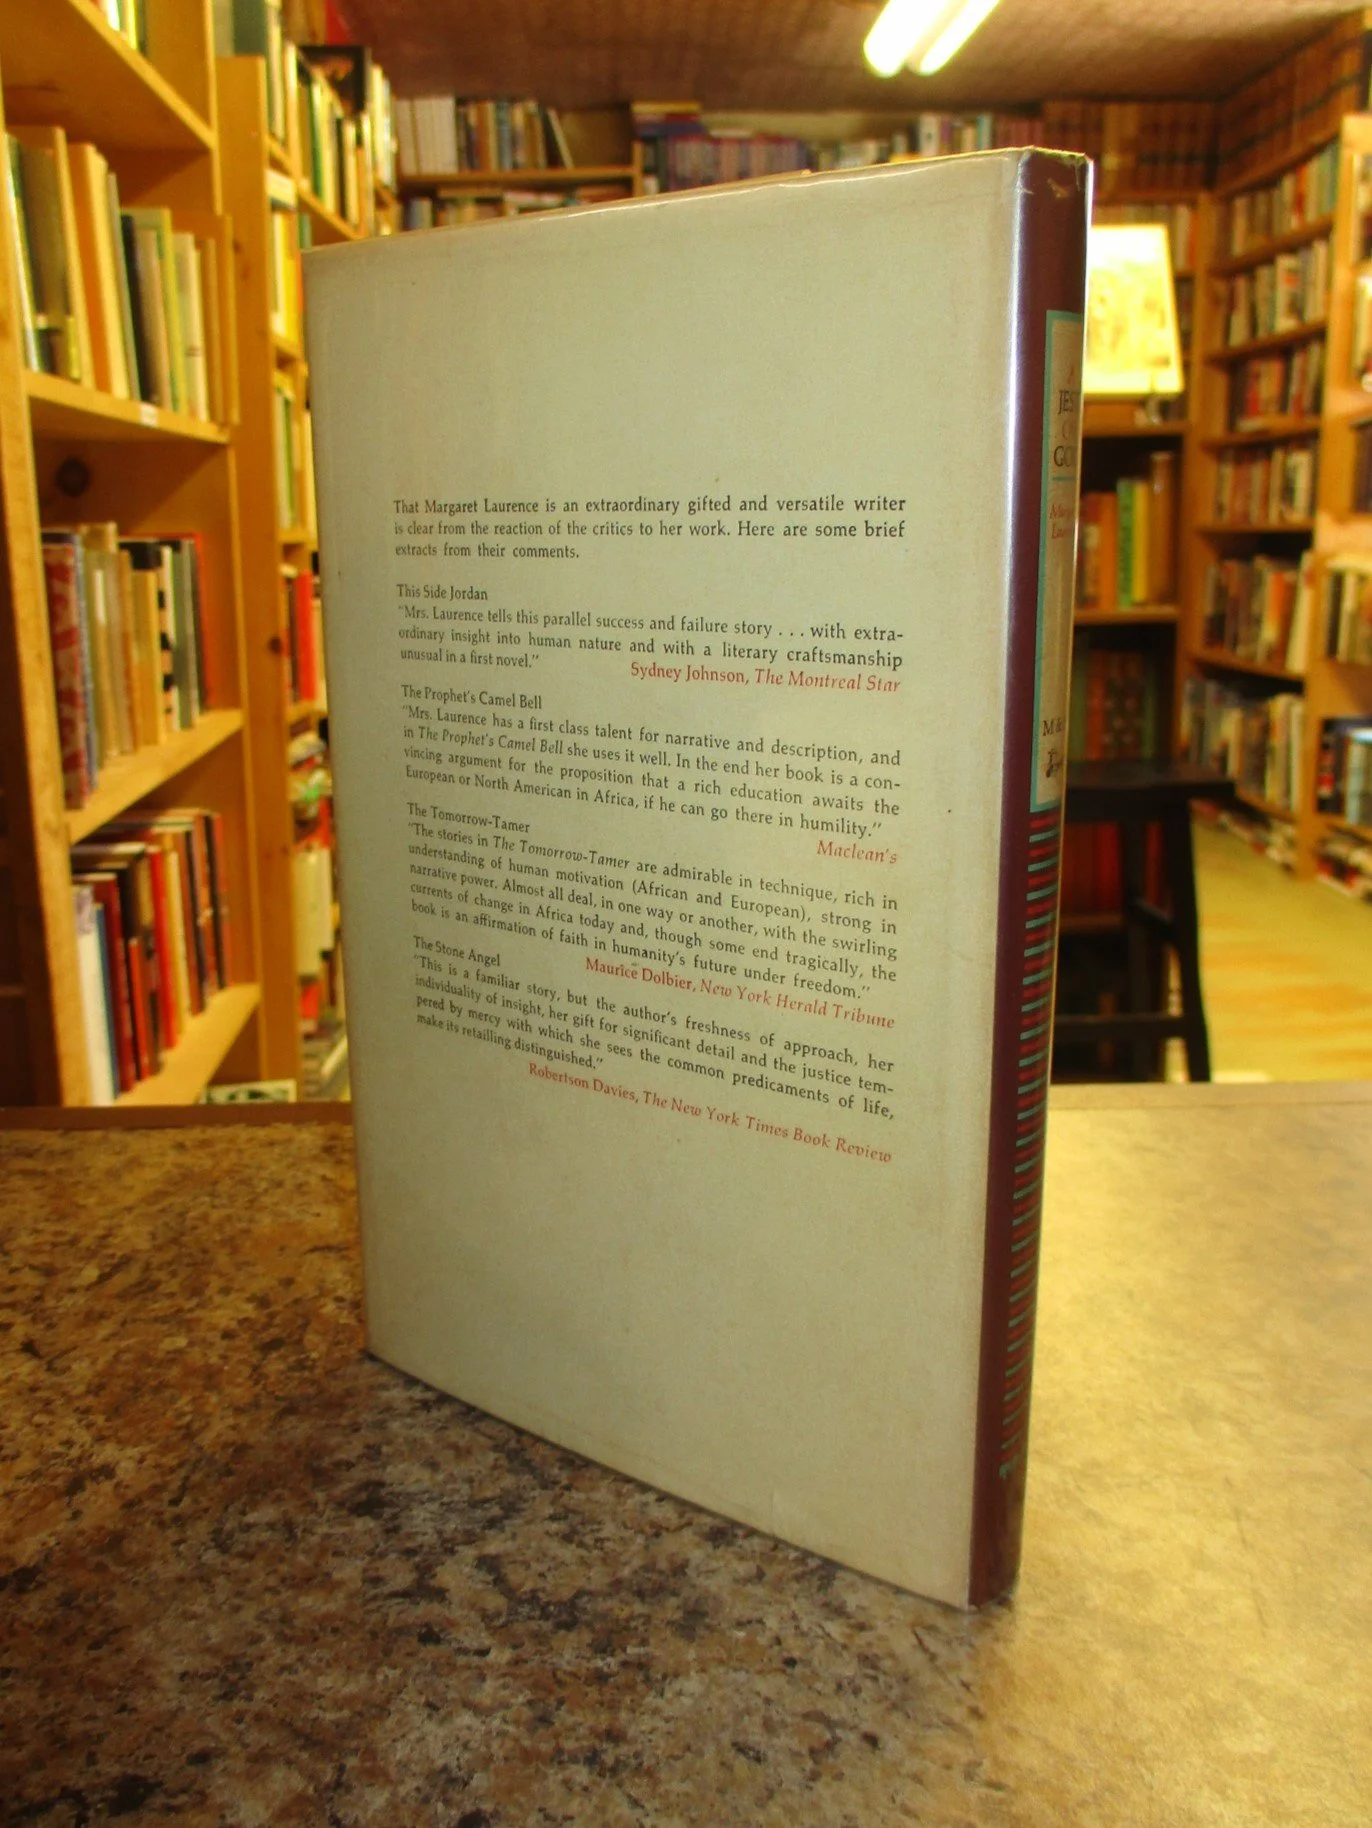 That Margaret Laurence is an extraordinary gifted and versatile writer
is clear from the reaction of the critics to her work. Here are some brief
extracts from their comments.
This Side Jordan
"Mrs. Laurence tells this parallel success and failure story . . . with extra-
ordinary insight into human nature and with a literary craftsmanship
unusual in a first novel."
Sydney Johnson, The Montreal Star
The Prophet's Camel Bell
"Mrs. Laurence has a first class talent for narrative and description, and
in The Prophet's Camel Bell she uses it well. In the end her book is a con-
vincing argument for the proposition that a rich education awaits the
European or North American in Africa, if he can go there in humility."
Maclean's
The Tomorrow-Tamer
"The stories in The Tomorrow-Tamer are admirable in technique, rich in
understanding of human motivation (African and European), strong in
narrative power. Almost all deal, in one way or another, with the swirling
currents of change in Africa today and, though some end tragically, the
book is an affirmation of faith in humanity's future under freedom."
Maurice Dolbier, New York Herald Tribune
The Stone Angel
"This is a familiar story, but the author's freshness of approach, her
individuality of insight, her gift for significant detail and the justice tem-
pered by mercy with which she sees the common predicaments of life,
make its retailling distinguished."
Robertson Davies, The New York Times Book Review
A
JES
GO